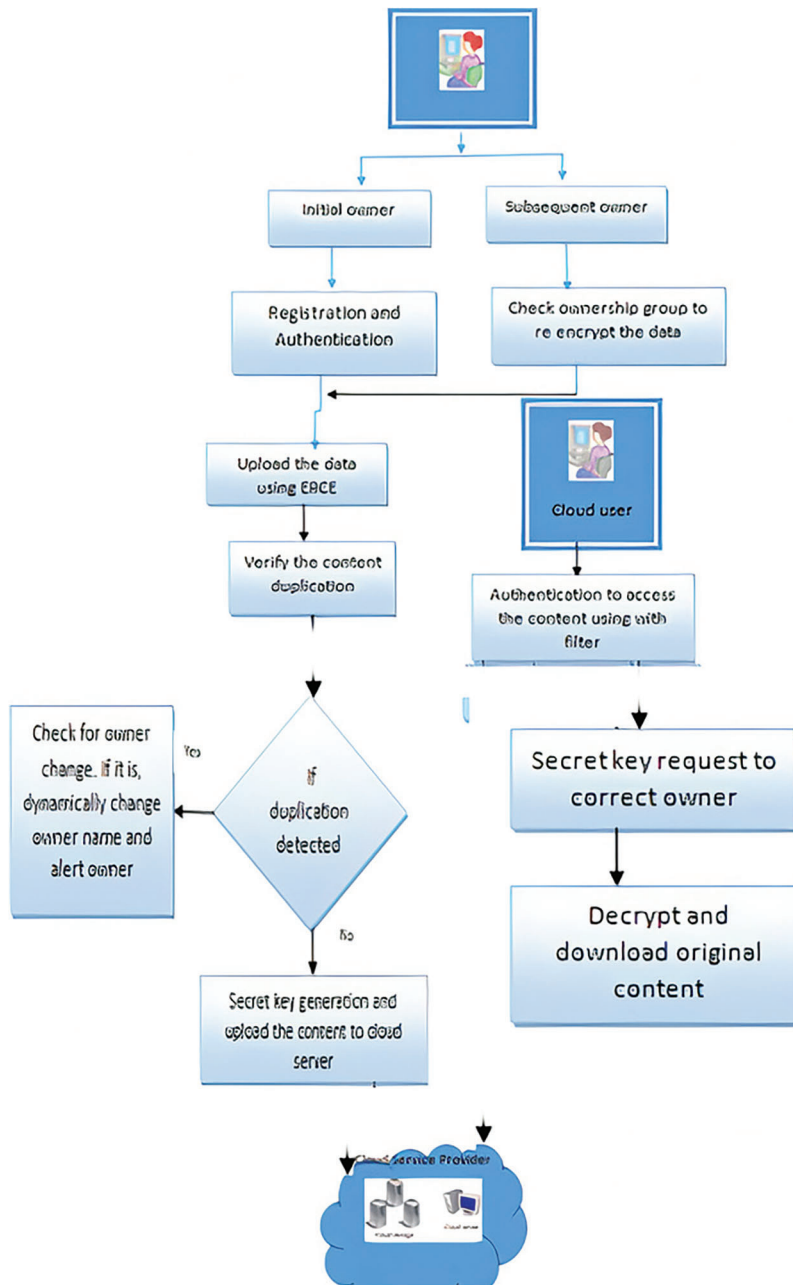 Initial owner
Subsequent owner
Registration and
Authentication
Check ownership group to
re encrypt the data
Upload the data
using EBCE
Cloud user
Verify the content
duplication
Authentication to access
the content using with
filter
Check for owner
change. If it is,
dynamically change
owner name and
alert owner
Yes
If
duplication
detected
No
Secret key request to
correct owner
Decrypt and
download original
content
Secret key generation and
upload the content to cloud
server
Cloud Service Provider
Cloud server